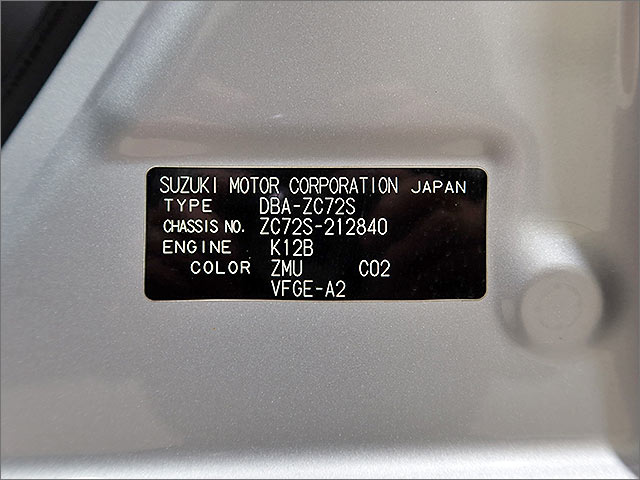 SUZUKI MOTOR CORPORATION JAPAN
TYPE DBA-ZC72S
CHASSIS NO. ZC72S-212840
ENGINE K12B
COLOR ZMU C02
VFGE-A2